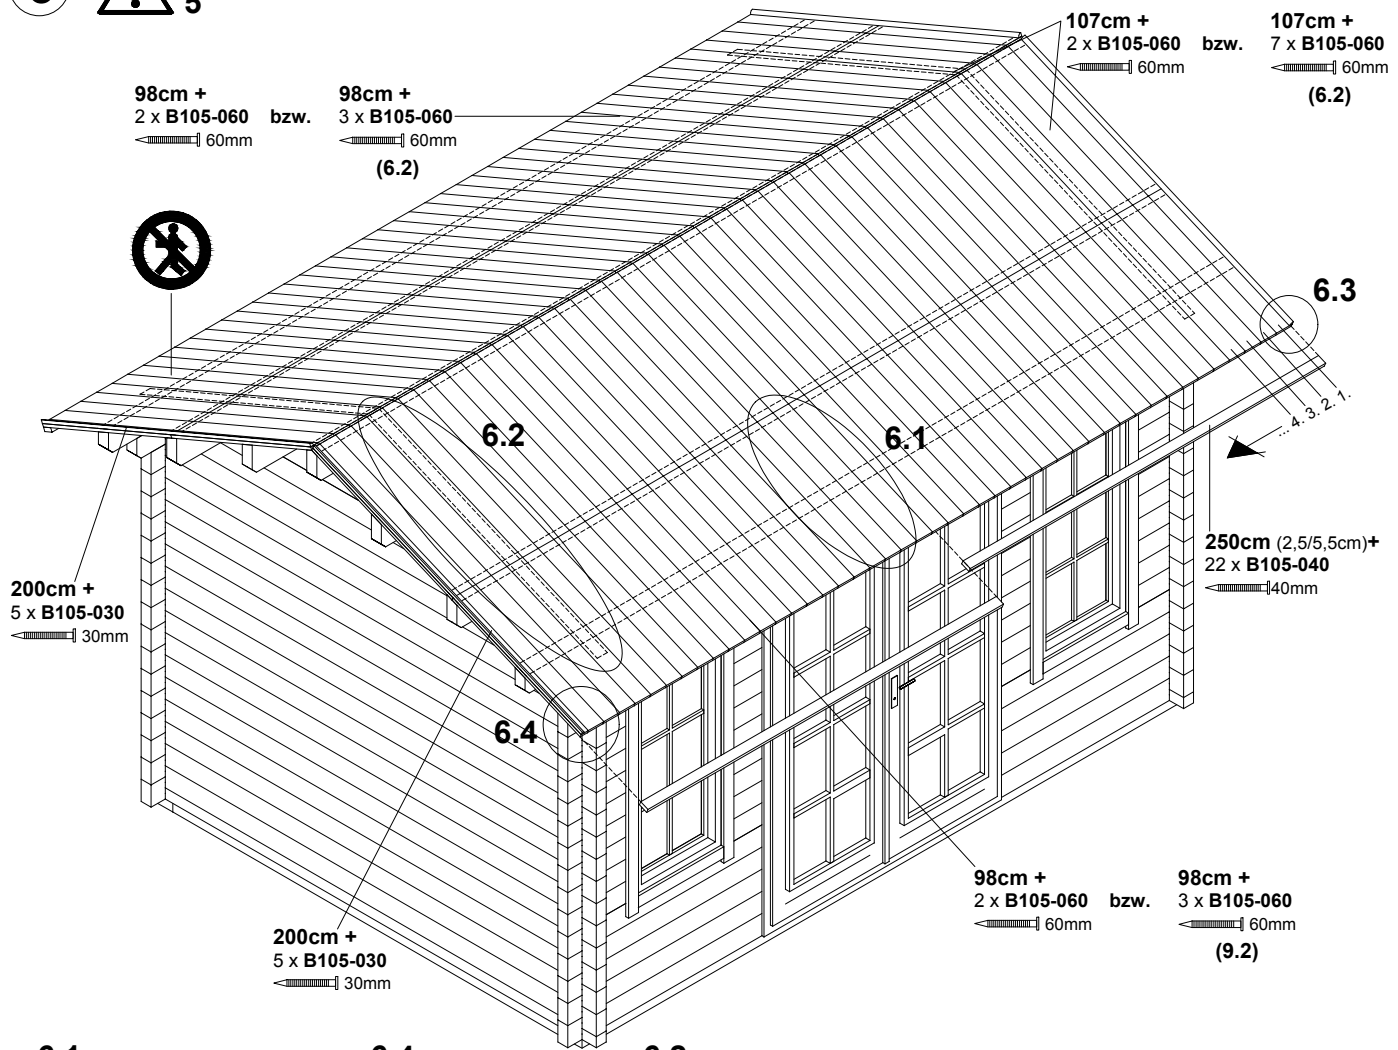 5
107cm +
2 x B105-060 bzw.
60mm
107cm +
7 x B105-060
60mm
(6.2)
98cm +
2 x B105-060 bzw.
60mm
98cm +
3 x B105-060
60mm
(6.2)
6.3
... 4. 3. 2. 1.
6.2
6.1
250cm (2,5/5,5cm)+
22 x B105-040
40mm
200cm +
5 x B105-030
30mm
6.4
98cm +
2 x B105-060 bzw.
60mm
98cm +
3 x B105-060
60mm
(9.2)
200cm +
5 x B105-030
30mm